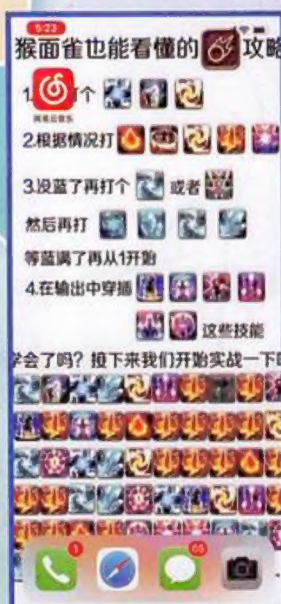 5:23
猴面雀也能看懂的 攻略
1. 打个
网易云音乐
2.根据情况打
3.没蓝了再打个 或者
然后再打
等蓝满了再从1开始
4.在输出中穿插
这些技能
学会了吗？接下来我们开始实战一下吧
1
65